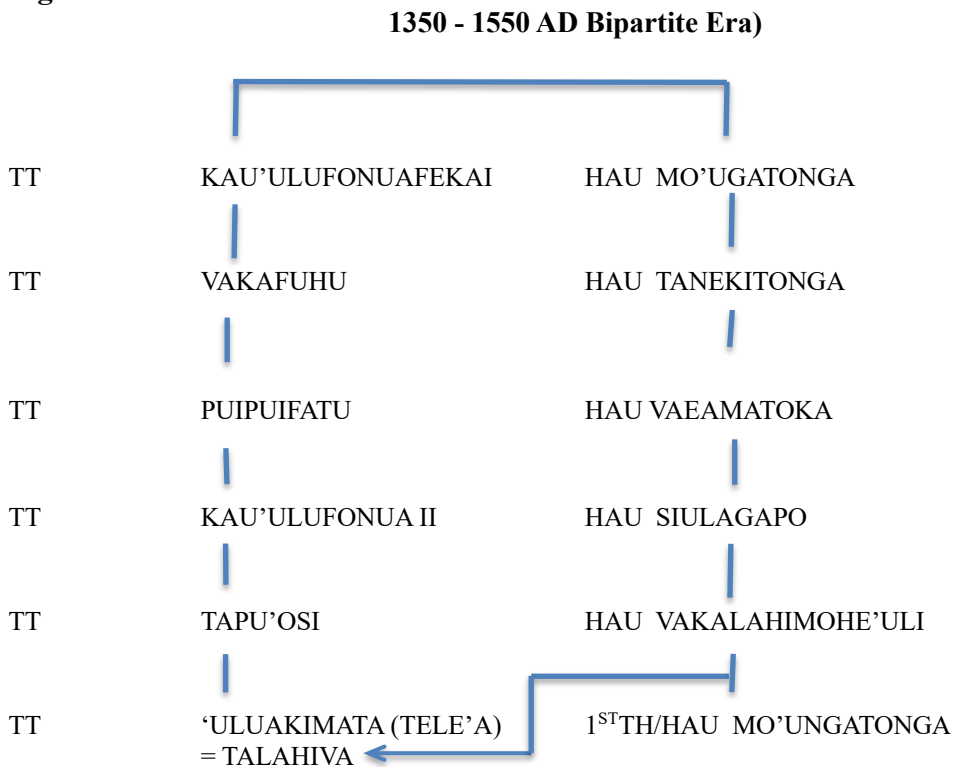 1350 - 1550 AD Bipartite Era)
TT KAU’ULUFONUAFEKAI HAU MO’UGATONGA
TT VAKAFUHU HAU TANEKITONGA
TT PUIPUIFATU HAU VAEAMATOKA
TT KAU’ULUFONUA II HAU SIULAGAPO
TT TAPU’OSI HAU VAKALAHIMOHE’ULI
TT ‘ULUAKIMATA (TELE’A) 1STTH/HAU MO’UNGATONGA
= TALAHIVA